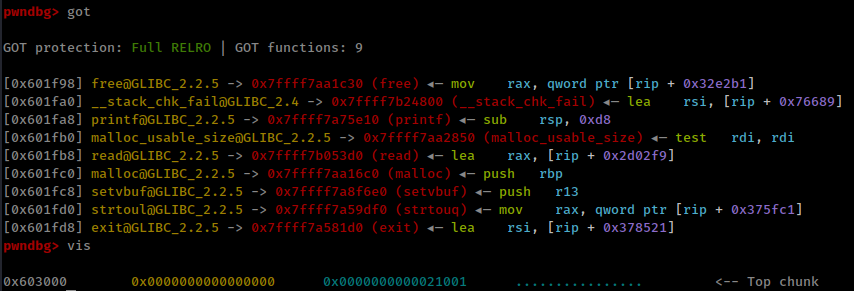 pwndbg> got
GOT protection: Full RELRO | GOT functions: 9
[0x601f98] free@GLIBC_2.2.5 -> 0x7ffff7aa1c30 (free) ◂— mov    rax, qword ptr [rip + 0x32e2b1]
[0x601fa0] __stack_chk_fail@GLIBC_2.4 -> 0x7ffff7b24800 (__stack_chk_fail) ◂— lea    rsi, [rip + 0x76689]
[0x601fa8] printf@GLIBC_2.2.5 -> 0x7ffff7a75e10 (printf) ◂— sub    rsp, 0xd8
[0x601fb0] malloc_usable_size@GLIBC_2.2.5 -> 0x7ffff7aa2850 (malloc_usable_size) ◂— test   rdi, rdi
[0x601fb8] read@GLIBC_2.2.5 -> 0x7ffff7b053d0 (read) ◂— lea    rax, [rip + 0x2d02f9]
[0x601fc0] malloc@GLIBC_2.2.5 -> 0x7ffff7aa16c0 (malloc) ◂— push   rbp
[0x601fc8] setvbuf@GLIBC_2.2.5 -> 0x7ffff7a8f6e0 (setvbuf) ◂— push   r13
[0x601fd0] strtoul@GLIBC_2.2.5 -> 0x7ffff7a59df0 (strtouq) ◂— mov    rax, qword ptr [rip + 0x375fc1]
[0x601fd8] exit@GLIBC_2.2.5 -> 0x7ffff7a581d0 (exit) ◂— lea    rsi, [rip + 0x378521]
pwndbg> vis
0x603000        0x0000000000000000      0x0000000000021001      ................         <-- Top chunk